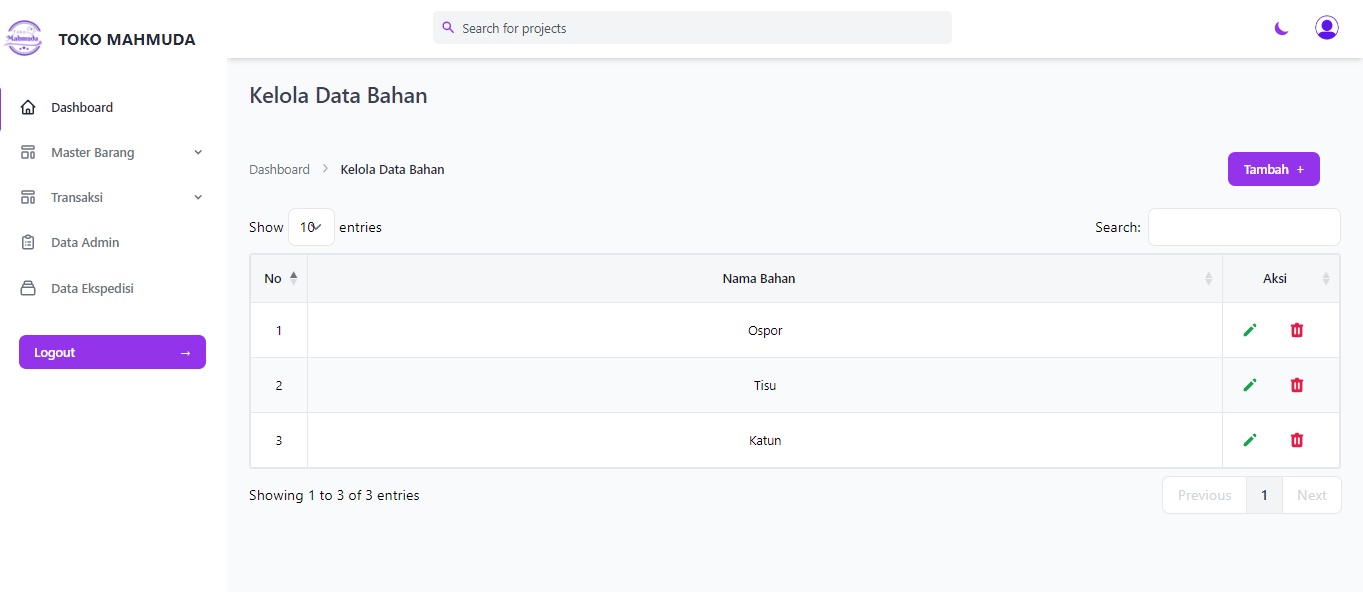 Mahmuda
TOKO MAHMUDA
Search for projects
Dashboard
Master Barang
Transaksi
Data Admin
Data Ekspedisi
Logout →
Kelola Data Bahan
Dashboard > Kelola Data Bahan
Tambah +
Show 10 entries
Search:
No Nama Bahan Aksi
1 Ospor
2 Tisu
3 Katun
Showing 1 to 3 of 3 entries
Previous 1 Next